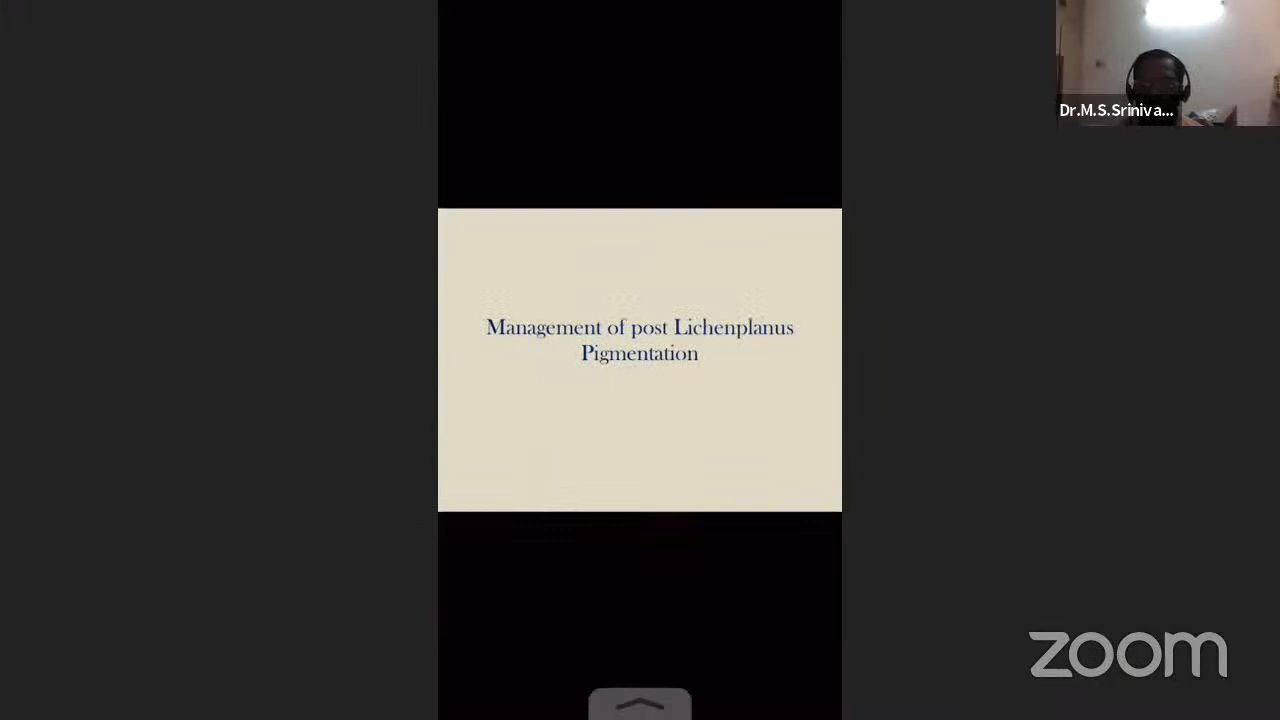 Dr.M.S.Sriniva...
Management of post Lichenplanus
Pigmentation
zoom